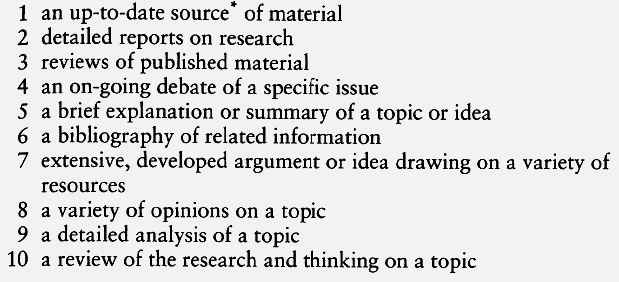 1 an up-to-date source* of material
2 detailed reports on research
3 reviews of published material
4 an on-going debate of a specific issue
5 a brief explanation or summary of a topic or idea
6 a bibliography of related information
7 extensive, developed argument or idea drawing on a variety of
resources
8 a variety of opinions on a topic
9 a detailed analysis of a topic
10 a review of the research and thinking on a topic